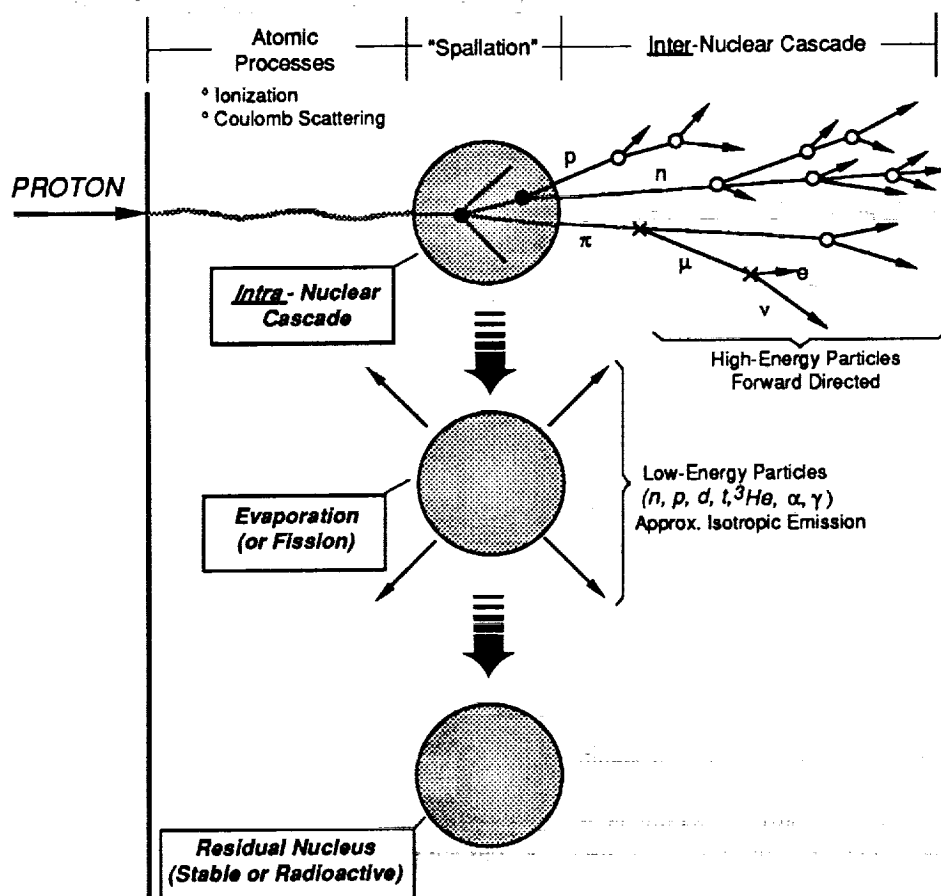 Atomic
Processes
"Spallation"
Inter-Nuclear Cascade
° Ionization
° Coulomb Scattering
PROTON
p
n
π
μ
e
ν
Intra - Nuclear
Cascade
High-Energy Particles
Forward Directed
Low-Energy Particles
(n, p, d, t,³He, α, γ)
Approx. Isotropic Emission
Evaporation
(or Fission)
Residual Nucleus
(Stable or Radioactive)